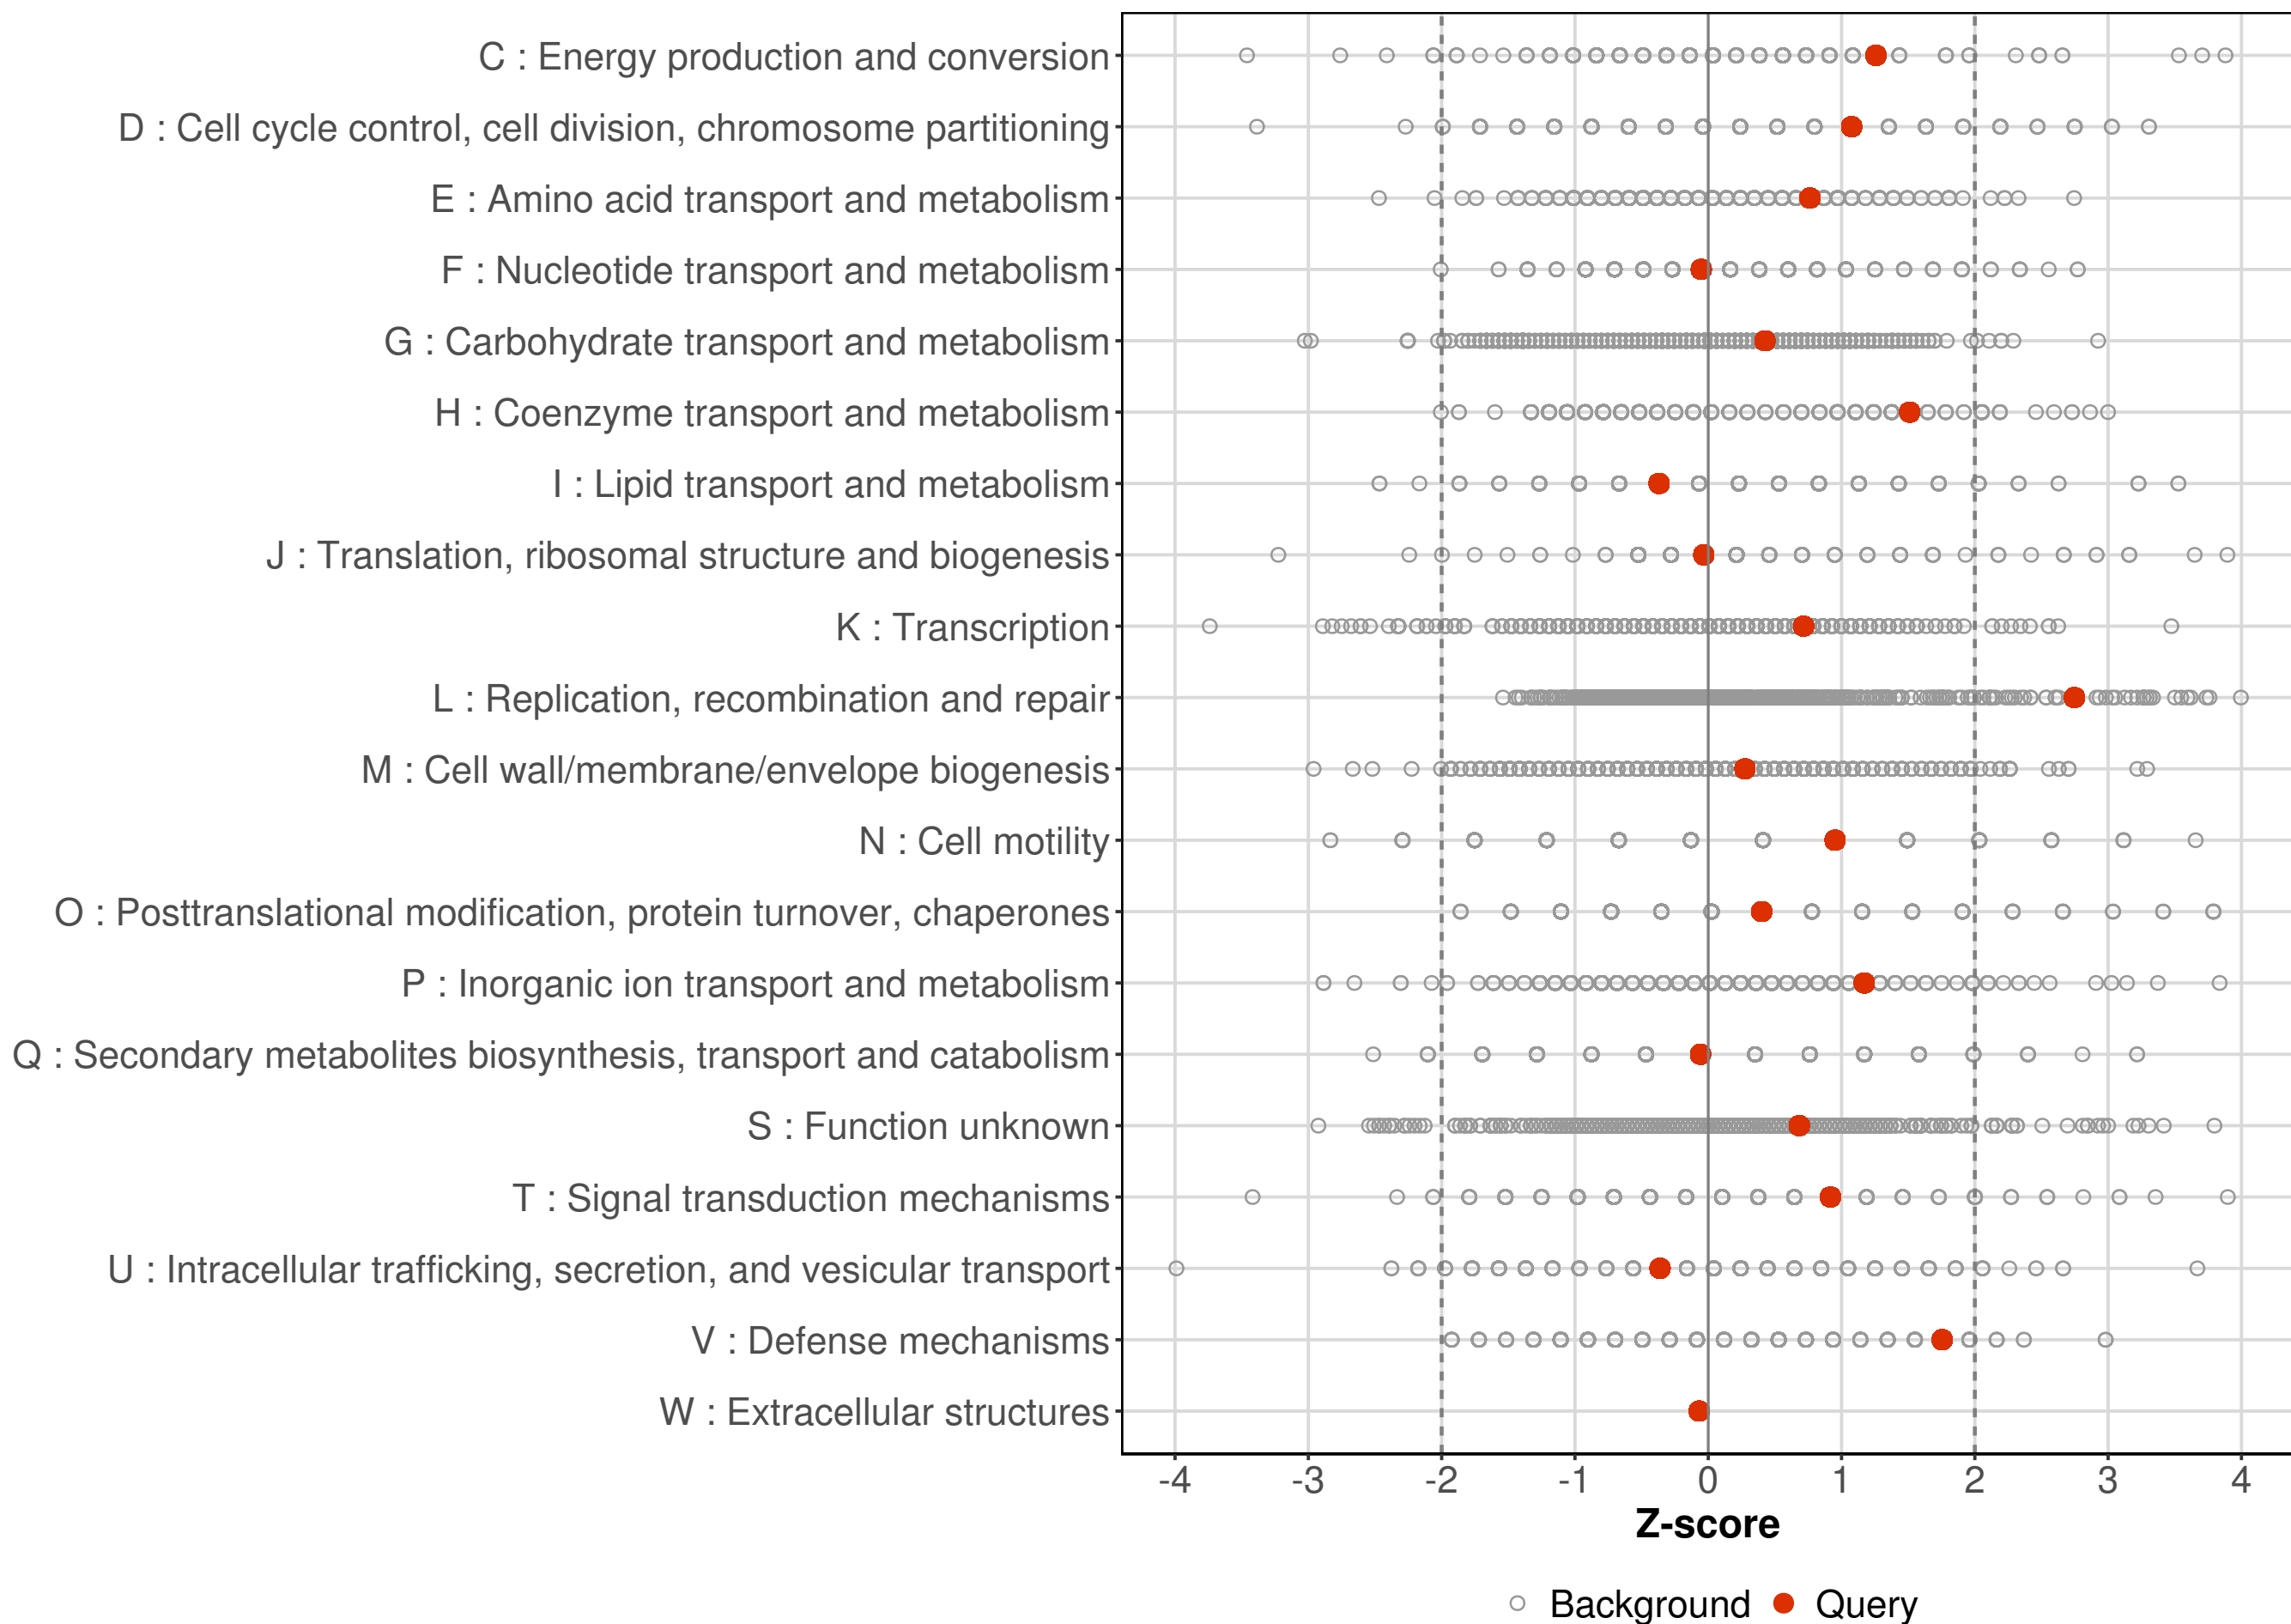 C : Energy production and conversion
D : Cell cycle control, cell division, chromosome partitioning
E : Amino acid transport and metabolism
F : Nucleotide transport and metabolism
G : Carbohydrate transport and metabolism
H : Coenzyme transport and metabolism
I : Lipid transport and metabolism
J : Translation, ribosomal structure and biogenesis
K : Transcription
L : Replication, recombination and repair
M : Cell wall/membrane/envelope biogenesis
N : Cell motility
O : Posttranslational modification, protein turnover, chaperones
P : Inorganic ion transport and metabolism
Q : Secondary metabolites biosynthesis, transport and catabolism
S : Function unknown
T : Signal transduction mechanisms
U : Intracellular trafficking, secretion, and vesicular transport
V : Defense mechanisms
W : Extracellular structures
-4 -3 -2 -1 0 1 2 3 4
Z-score
Background Query